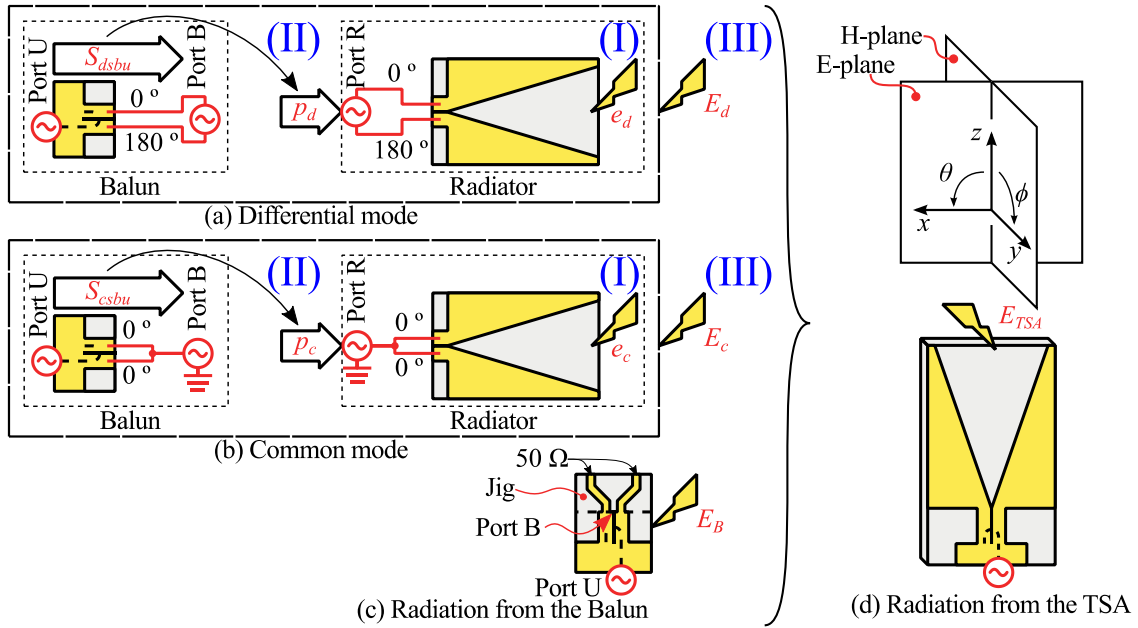 Port U
S_dsbu
Port B
(II)
Port R
(I)
(III)
0 º
180 º
p_d
0 º
180 º
e_d
E_d
Balun
Radiator
(a) Differential mode
Port U
S_csbu
Port B
(II)
Port R
(I)
(III)
0 º
0 º
p_c
0 º
0 º
e_c
E_c
Balun
Radiator
(b) Common mode
50 Ω
Jig
Port B
E_B
Port U
(c) Radiation from the Balun
H-plane
E-plane
z
θ
ϕ
x
y
E_TSA
(d) Radiation from the TSA